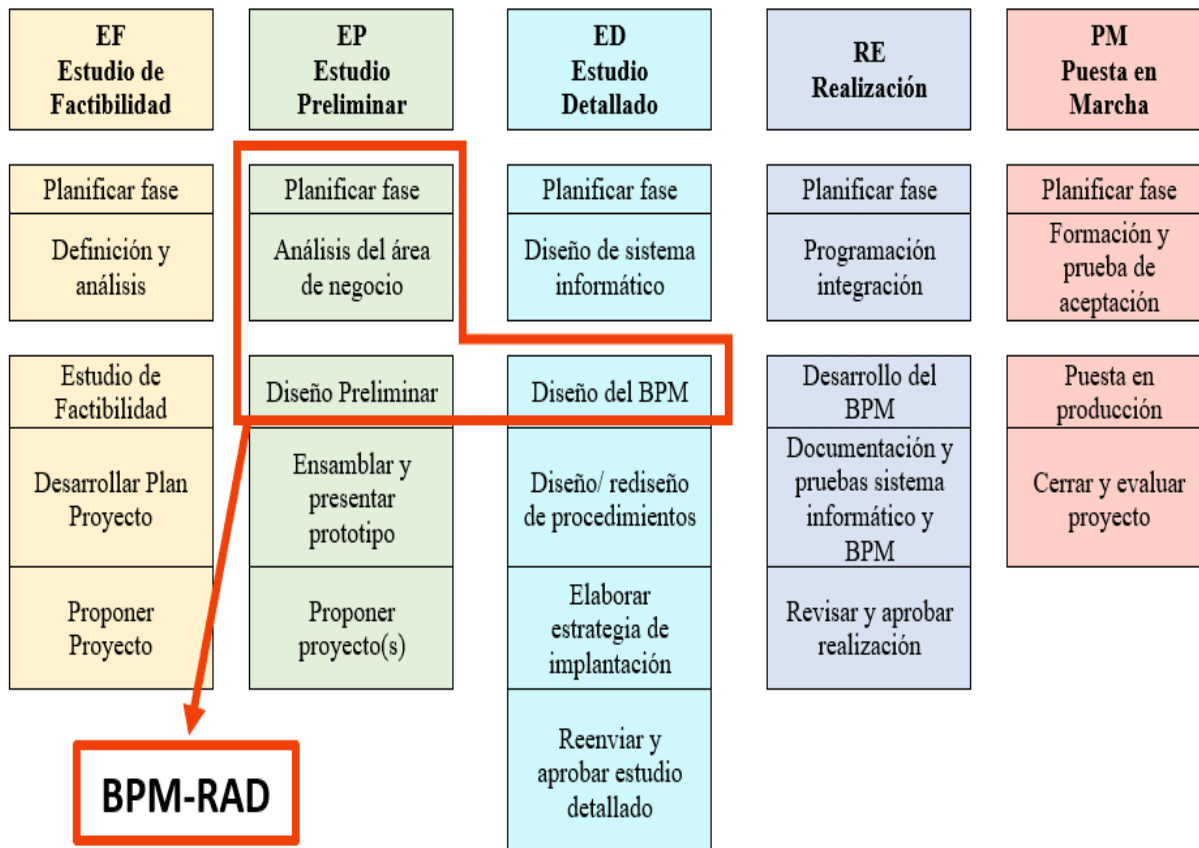 EF
Estudio de
Factibilidad
Planificar fase
Definición y
análisis
Estudio de
Factibilidad
Desarrollar Plan
Proyecto
Proponer
Proyecto
EP
Estudio
Preliminar
Planificar fase
Análisis del área
de negocio
Diseño Preliminar
Ensamblar y
presentar
prototipo
Proponer
proyecto(s)
ED
Estudio
Detallado
Planificar fase
Diseño de sistema
informático
Diseño del BPM
Diseño/ rediseño
de procedimientos
Elaborar
estrategia de
implantación
Reenviar y
aprobar estudio
detallado
RE
Realización
Planificar fase
Programación
integración
Desarrollo del
BPM
Documentación y
pruebas sistema
informático y
BPM
Revisar y aprobar
realización
PM
Puesta en
Marcha
Planificar fase
Formación y
prueba de
aceptación
Puesta en
producción
Cerrar y evaluar
proyecto
BPM-RAD